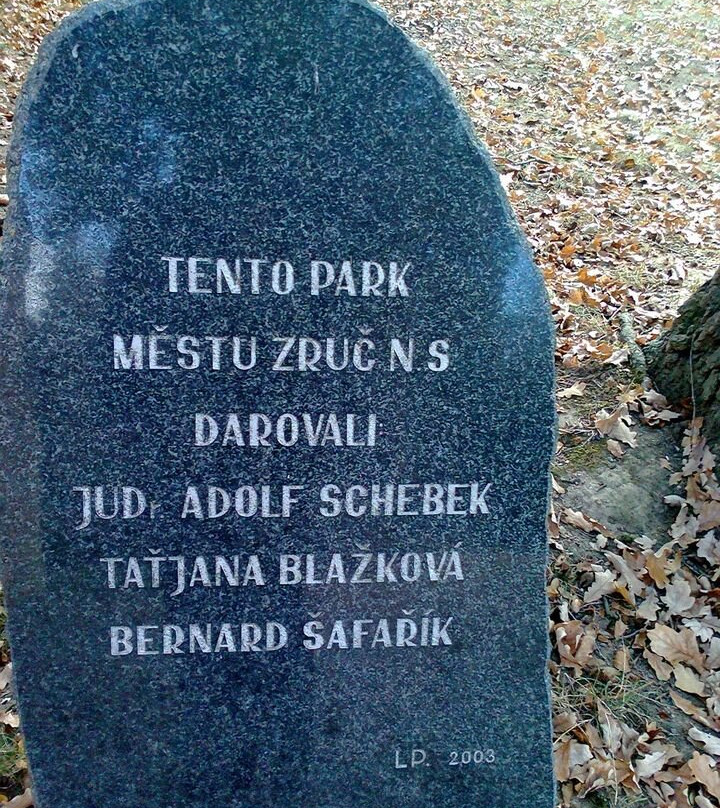 TENTO PARK
MĚSTU ZRUČ N S
DAROVALI
JUDr ADOLF SCHEBEK
TAŤJANA BLAŽKOVÁ
BERNARD ŠAFAŘÍK
L.P. 2003